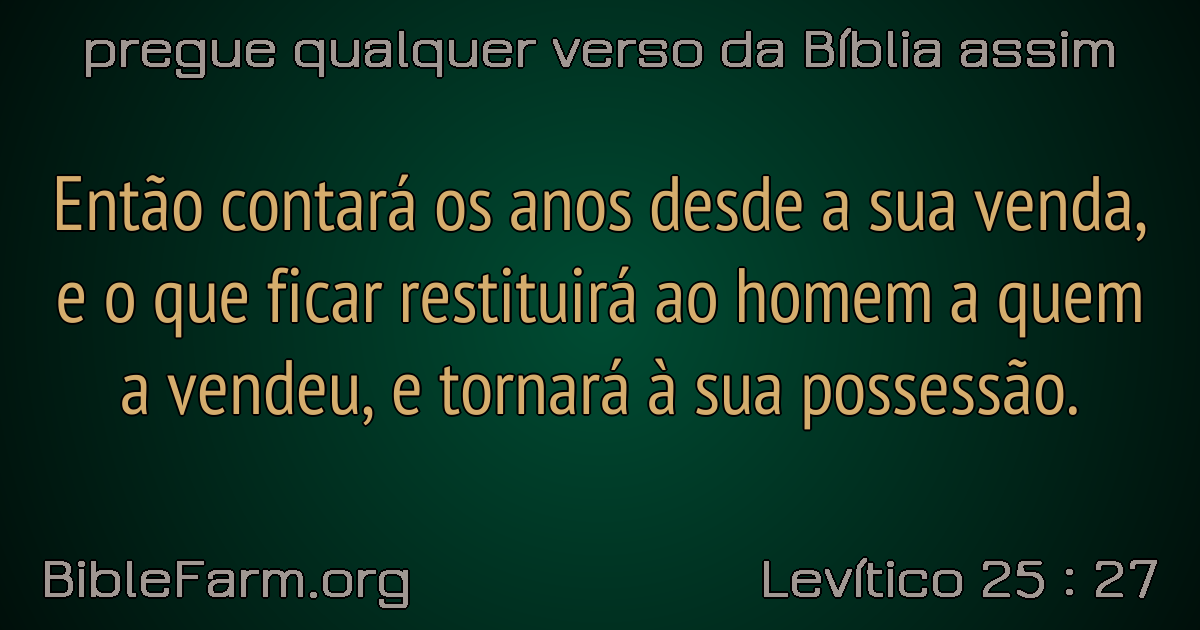 pregue qualquer verso da Bíblia assim
Então contará os anos desde a sua venda,
e o que ficar restituirá ao homem a quem
a vendeu, e tornará à sua possessão.
BibleFarm.org
Levítico 25 : 27